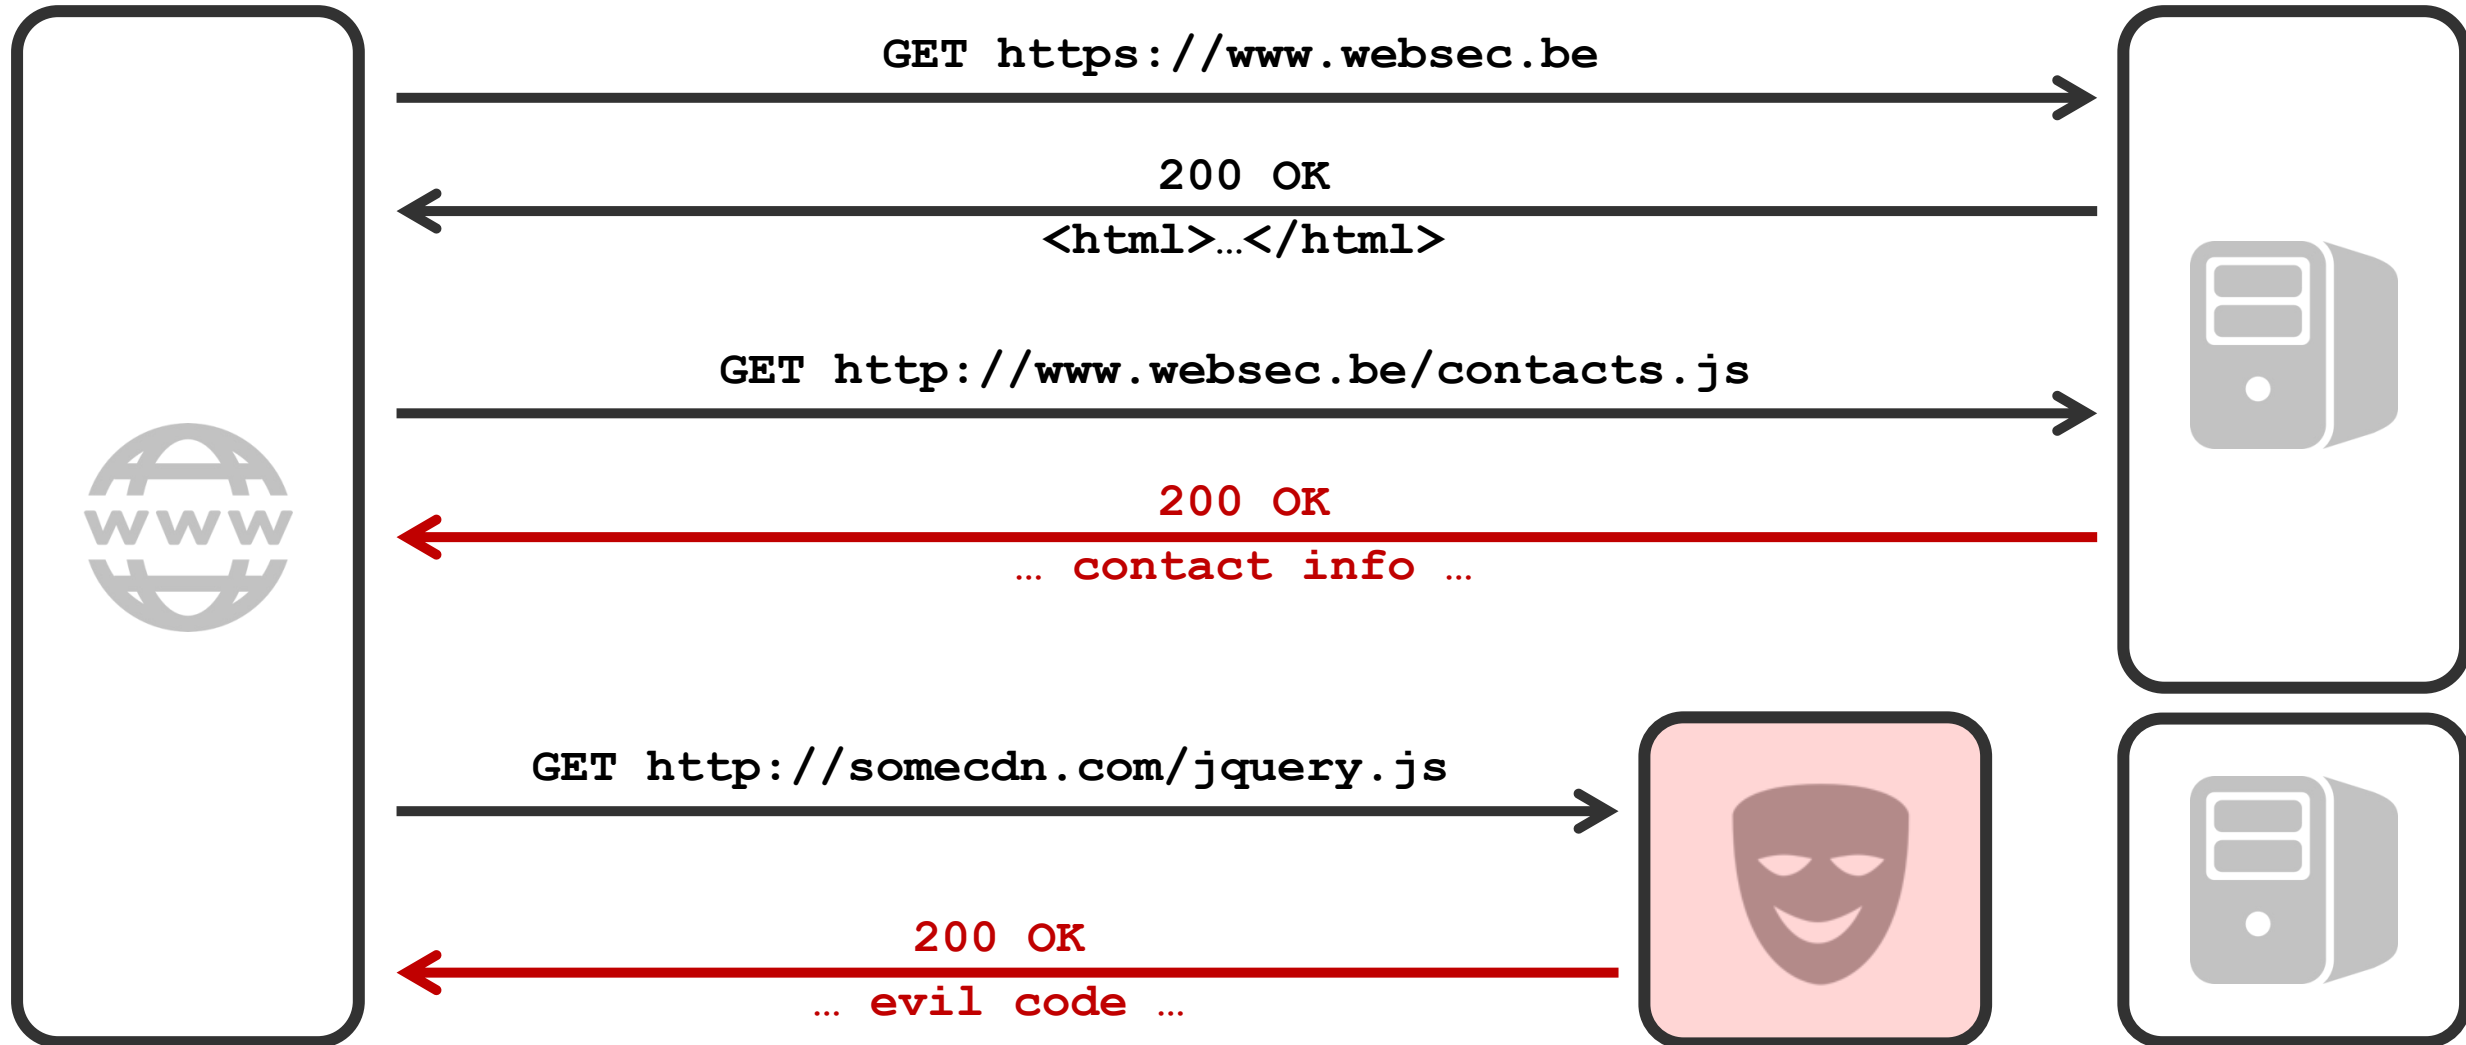 GET https://www.websec.be
200 OK
<html>…</html>
GET http://www.websec.be/contacts.js
www
200 OK
… contact info …
GET http://somecdn.com/jquery.js
200 OK
… evil code …